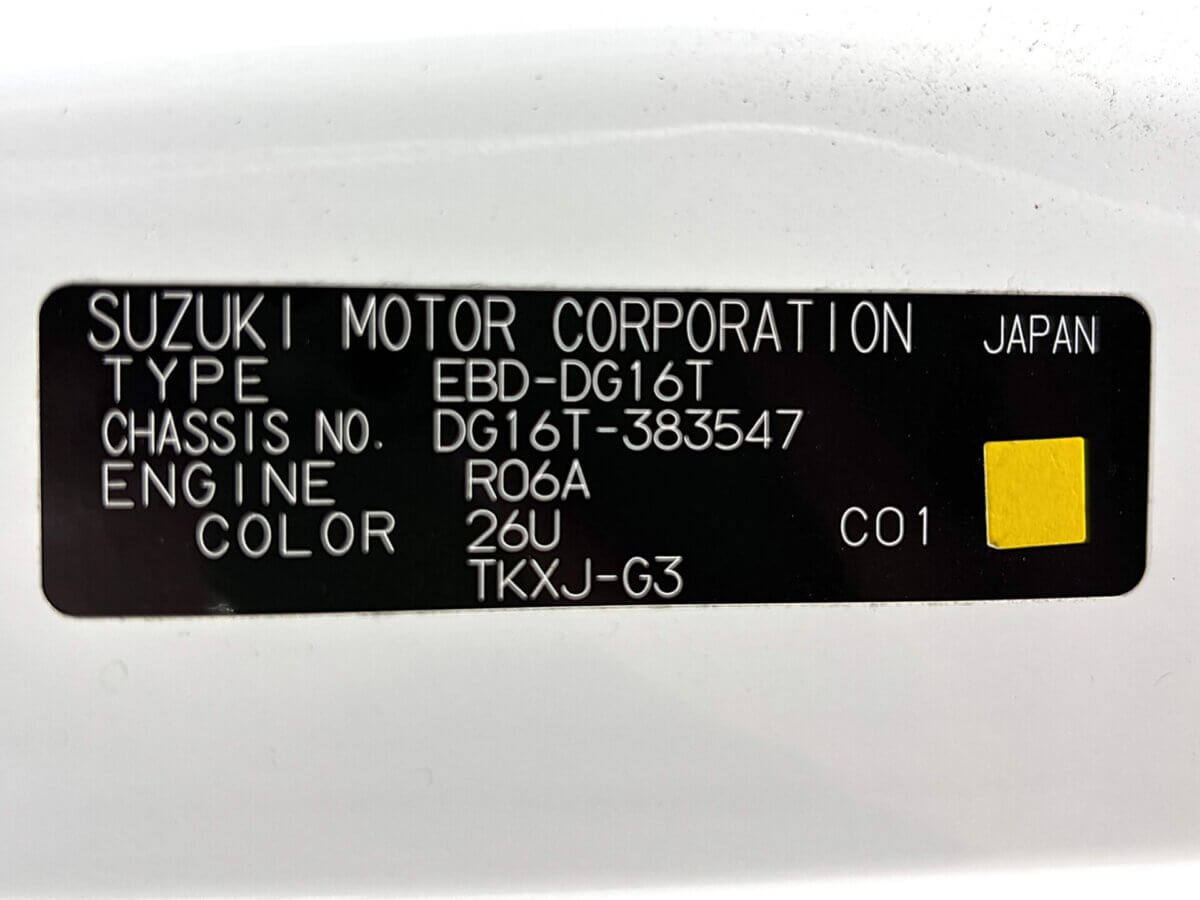 SUZUKI MOTOR CORPORATION JAPAN
TYPE EBD-DG16T
CHASSIS NO. DG16T-383547
ENGINE R06A
COLOR 26U C01
TKXJ-G3